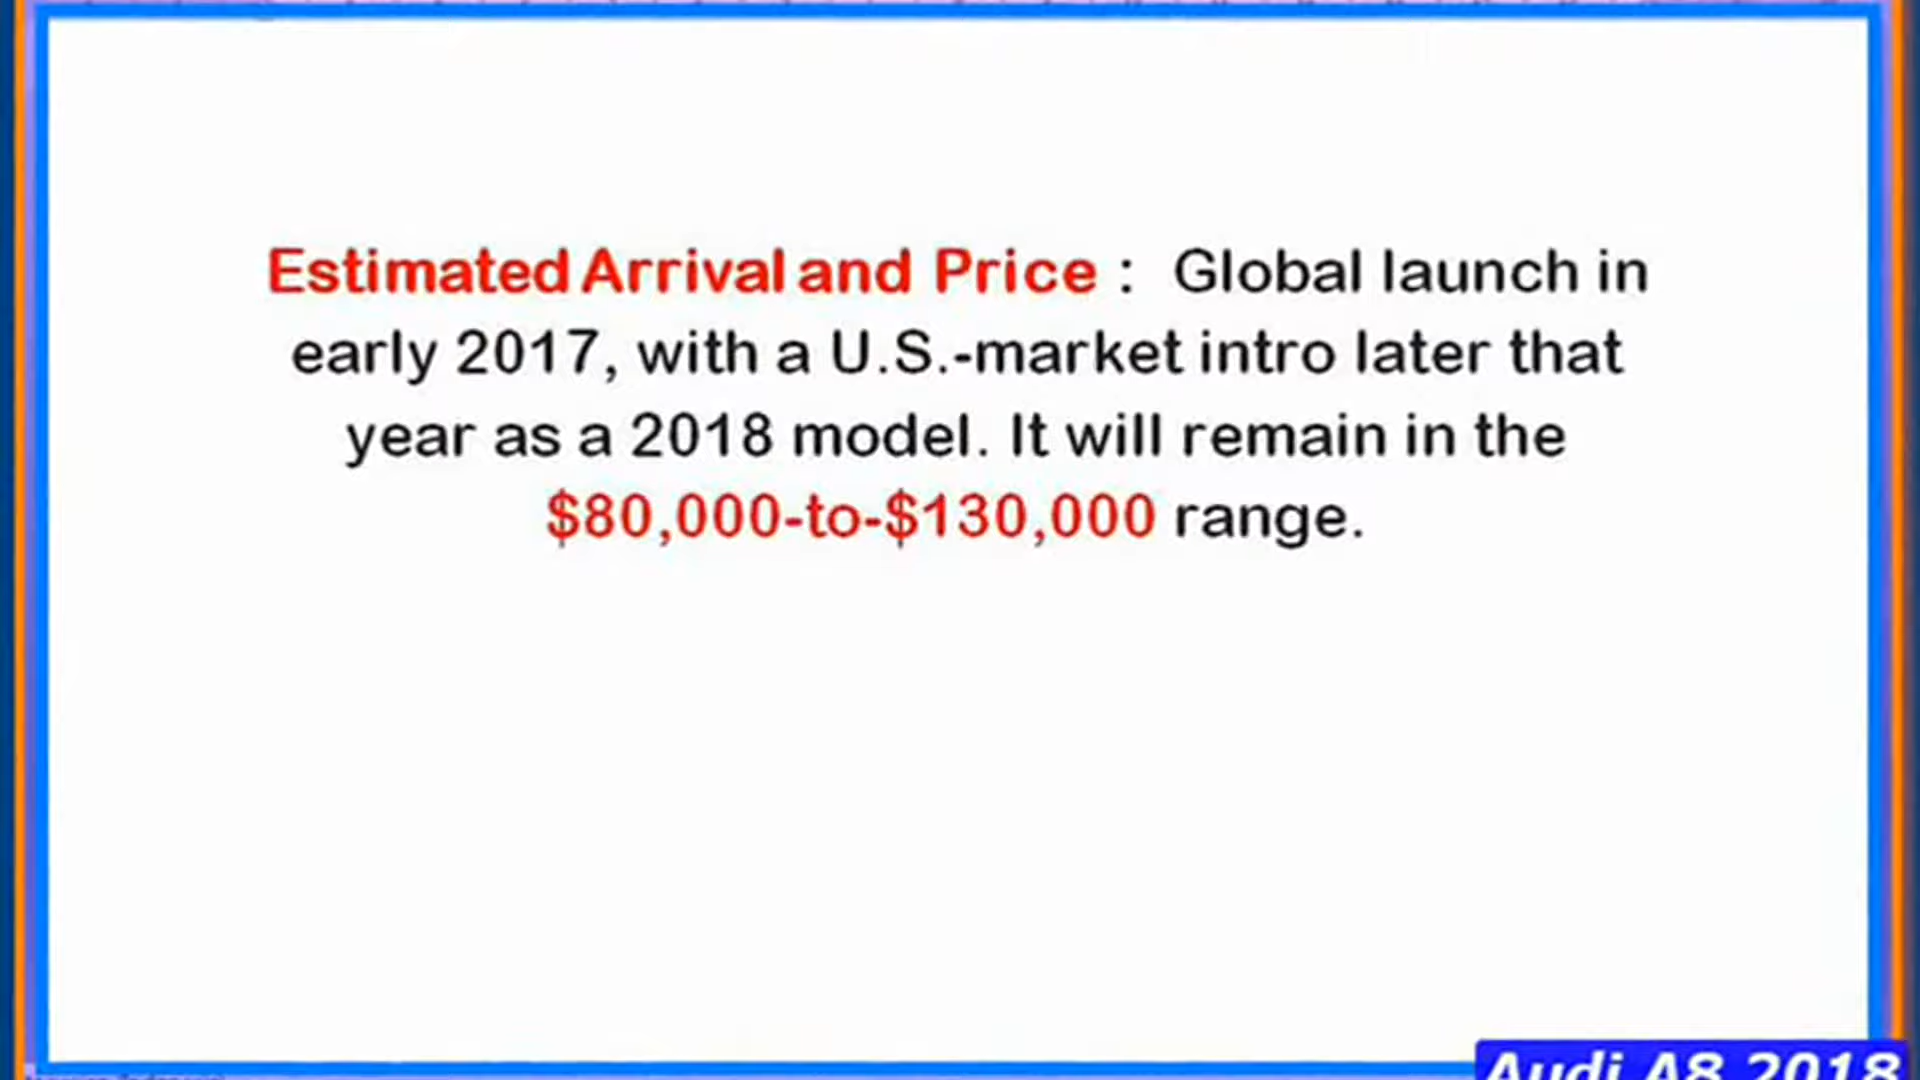 Estimated Arrival and Price : Global launch in
early 2017, with a U.S.-market intro later that
year as a 2018 model. It will remain in the
$80,000-to-$130,000 range.
Audi A8 2018